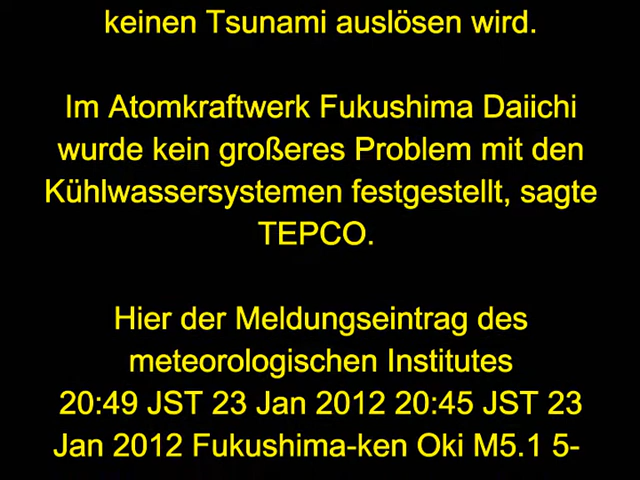 keinen Tsunami auslösen wird.
Im Atomkraftwerk Fukushima Daiichi
wurde kein großeres Problem mit den
Kühlwassersystemen festgestellt, sagte
TEPCO.
Hier der Meldungseintrag des
meteorologischen Institutes
20:49 JST 23 Jan 2012 20:45 JST 23
Jan 2012 Fukushima-ken Oki M5.1 5-